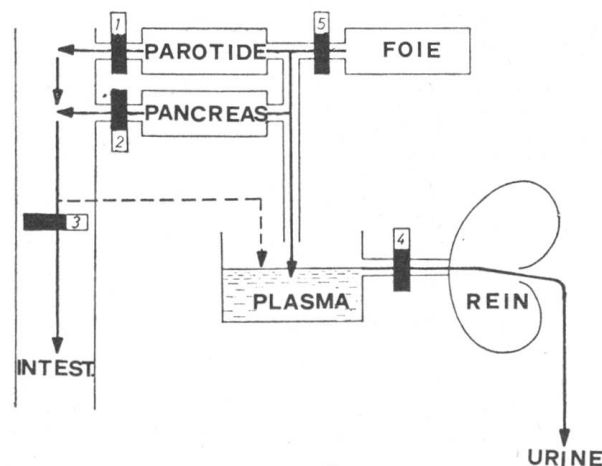 1
5
PAROTIDE
FOIE
PANCREAS
2
3
4
PLASMA
REIN
INTEST.
URINE